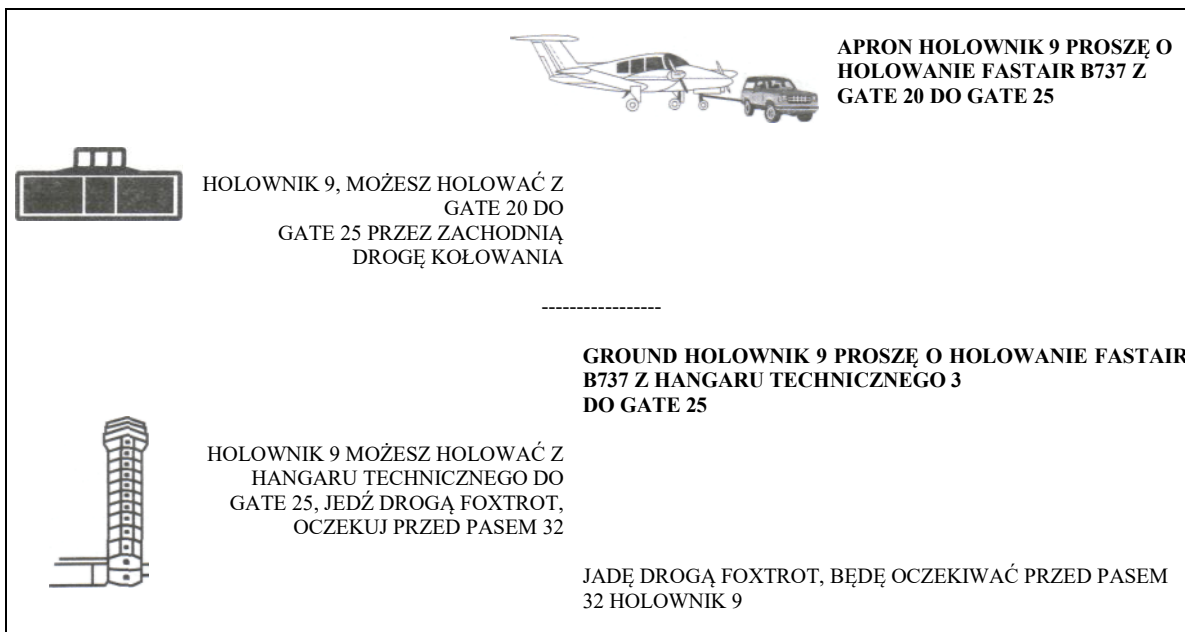 APRON HOLOWNIK 9 PROSZĘ O
HOLOWANIE FASTAIR B737 Z
GATE 20 DO GATE 25
HOLOWNIK 9, MOŻESZ HOLOWAĆ Z
GATE 20 DO
GATE 25 PRZEZ ZACHODNIĄ
DROGĘ KOŁOWANIA
-----------------
GROUND HOLOWNIK 9 PROSZĘ O HOLOWANIE FASTAIR
B737 Z HANGARU TECHNICZNEGO 3
DO GATE 25
HOLOWNIK 9 MOŻESZ HOLOWAĆ Z
HANGARU TECHNICZNEGO DO
GATE 25, JEDŹ DROGĄ FOXTROT,
OCZEKUJ PRZED PASEM 32
JADĘ DROGĄ FOXTROT, BĘDĘ OCZEKIWAĆ PRZED PASEM
32 HOLOWNIK 9